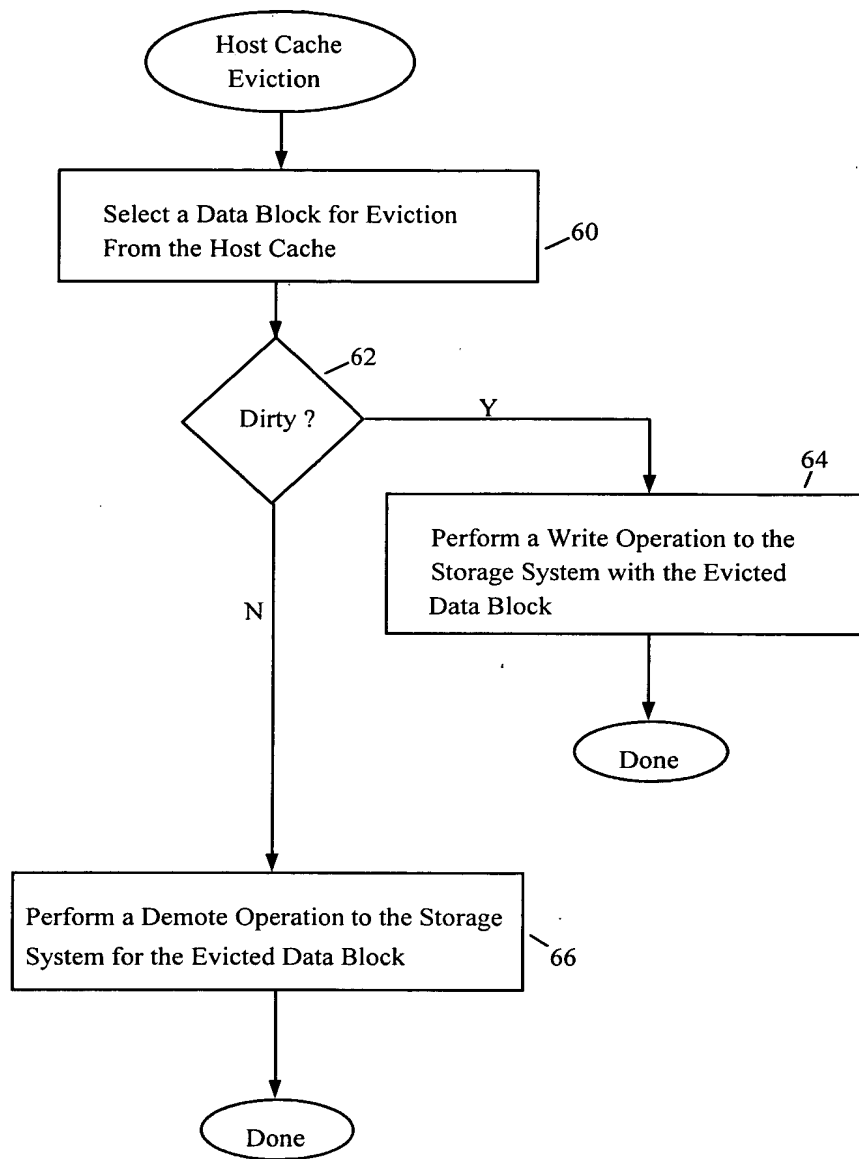 Host Cache
Eviction
Select a Data Block for Eviction
From the Host Cache
60
62
Dirty ?
Y
64
Perform a Write Operation to the
Storage System with the Evicted
Data Block
N
Done
Perform a Demote Operation to the Storage
System for the Evicted Data Block
66
Done